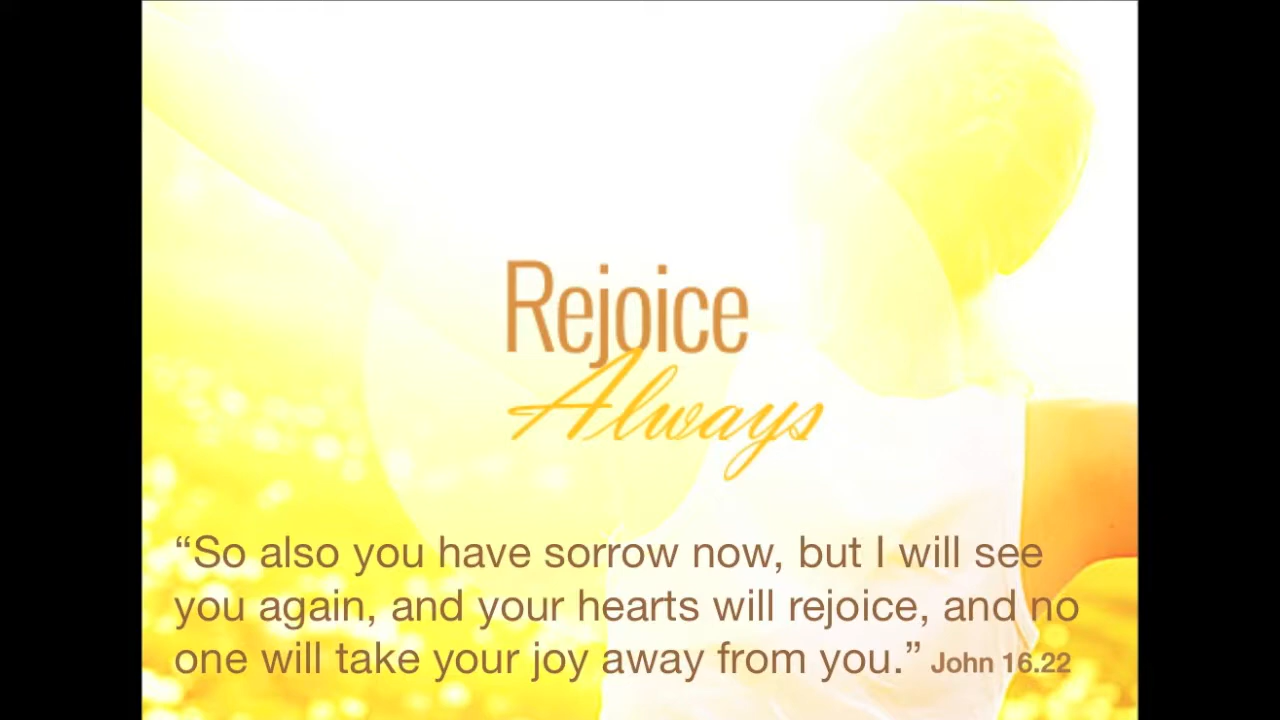 Rejoice
Always
“So also you have sorrow now, but I will see
you again, and your hearts will rejoice, and no
one will take your joy away from you.” John 16.22